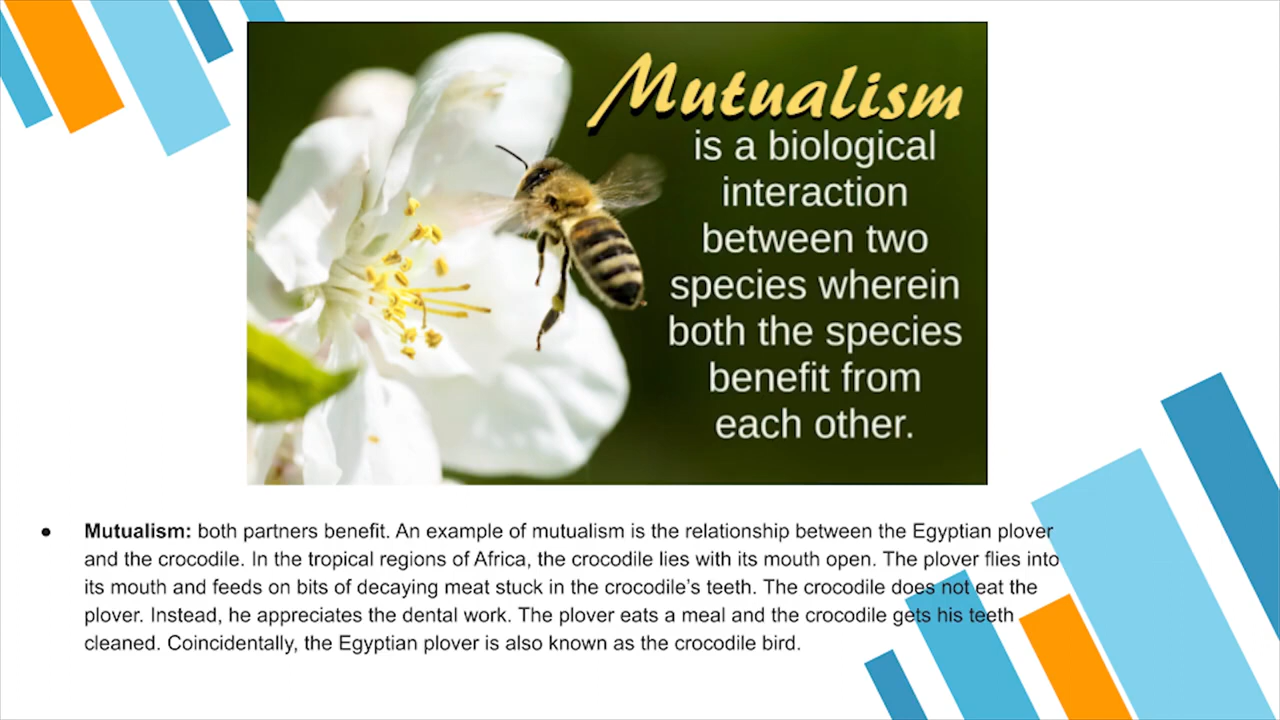 Mutualism
is a biological
interaction
between two
species wherein
both the species
benefit from
each other.
● Mutualism: both partners benefit. An example of mutualism is the relationship between the Egyptian plover
and the crocodile. In the tropical regions of Africa, the crocodile lies with its mouth open. The plover flies into
its mouth and feeds on bits of decaying meat stuck in the crocodile’s teeth. The crocodile does not eat the
plover. Instead, he appreciates the dental work. The plover eats a meal and the crocodile gets his teeth
cleaned. Coincidentally, the Egyptian plover is also known as the crocodile bird.